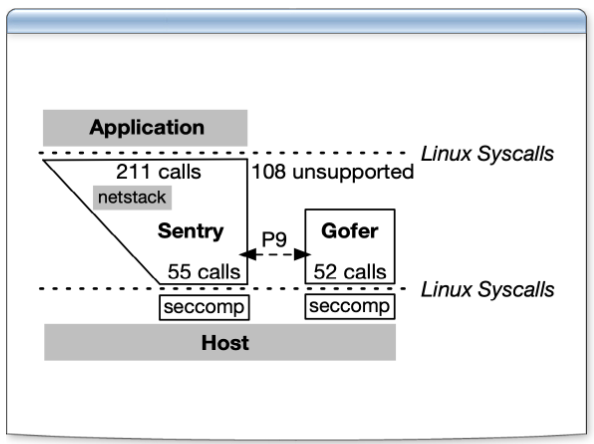 Application
Linux Syscalls
211 calls
108 unsupported
netstack
Sentry
P9
Gofer
55 calls
52 calls
Linux Syscalls
seccomp
seccomp
Host